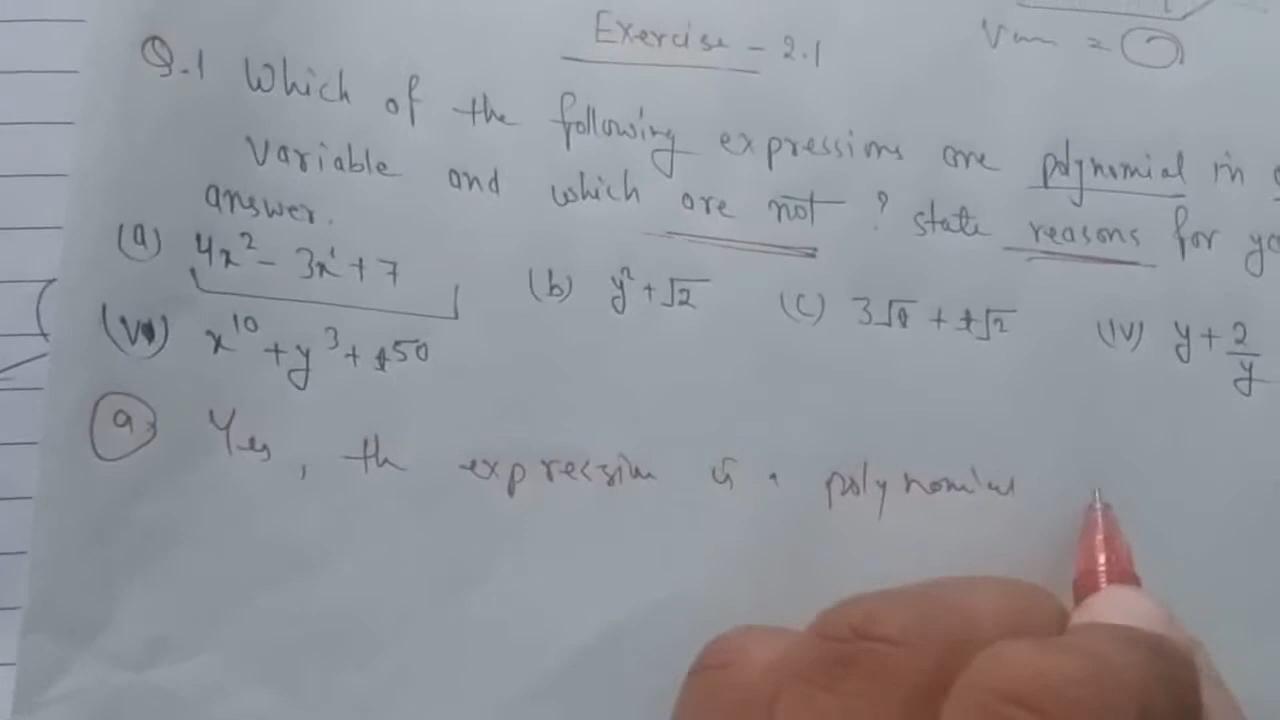 Exercise - 2.1
Q.1 Which of the following expressions are polynomial in
variable and which are not ? state reasons for yo
answer.
(a) 4x² - 3x¹ + 7 (b) y² + √2 (c) 3√t + t√2 (iv) y + 2/y
(v) x¹⁰ + y³ + t50
(a) Yes, the expression is a polynomial